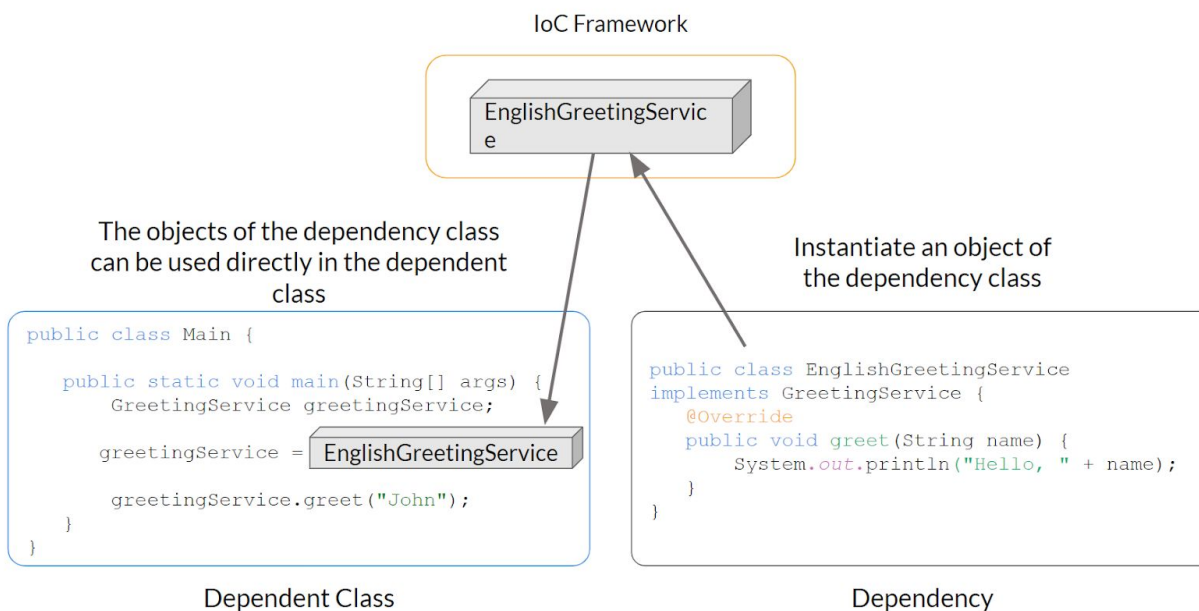 IoC Framework
EnglishGreetingServic
e
The objects of the dependency class
can be used directly in the dependent
class
public class Main {
public static void main(String[] args) {
GreetingService greetingService;
greetingService = EnglishGreetingService
greetingService.greet("John");
}
}
Dependent Class
Instantiate an object of
the dependency class
public class EnglishGreetingService
implements GreetingService {
@Override
public void greet(String name) {
System.out.println("Hello, " + name);
}
}
Dependency